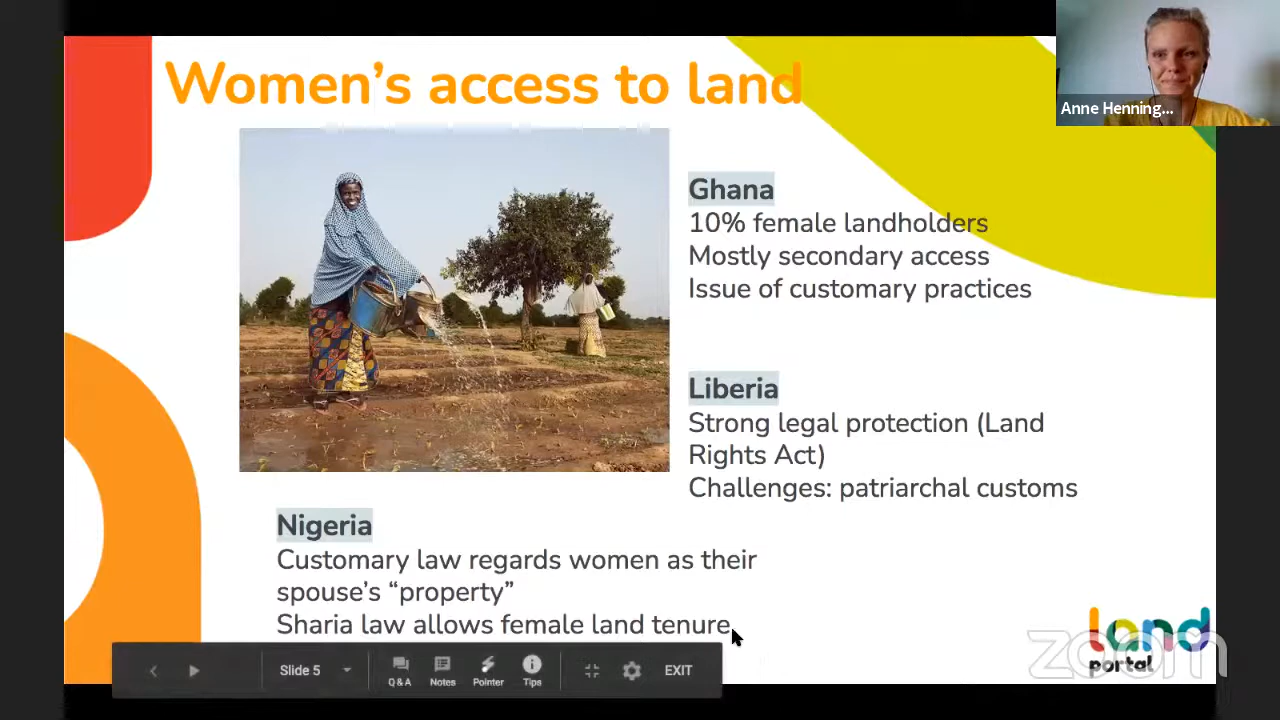 Women's access to land
Anne Henning...
Ghana
10% female landholders
Mostly secondary access
Issue of customary practices
Liberia
Strong legal protection (Land
Rights Act)
Challenges: patriarchal customs
Nigeria
Customary law regards women as their
spouse's “property”
Sharia law allows female land tenure
Slide 5
Q & A
Notes
Pointer
Tips
EXIT
land
portal
zoom